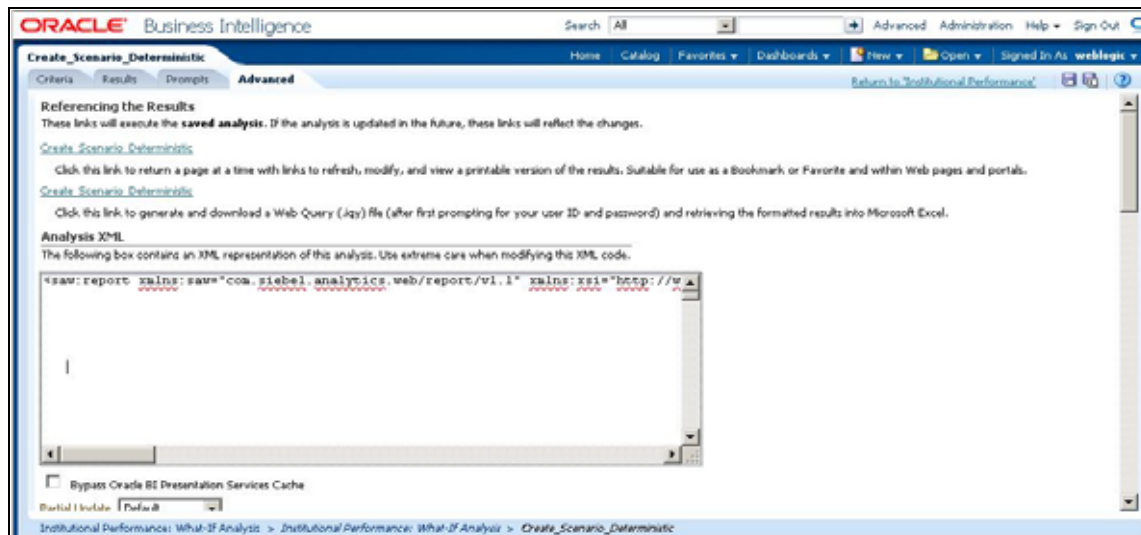 ORACLE Business Intelligence Search All Advanced Administration Help Sign Out
Create_Scenario_Deterministic Home Catalog Favorites Dashboards New Open Signed In As weblogic
Criteria Results Prompts Advanced Return to 'Institutional Performance'
Referencing the Results
These links will execute the saved analysis. If the analysis is updated in the future, these links will reflect the changes.
Create_Scenario_Deterministic
Click this link to return a page at a time with links to refresh, modify, and view a printable version of the results. Suitable for use as a Bookmark or Favorite and within Web pages and portals.
Create_Scenario_Deterministic
Click this link to generate and download a Web Query (.iqy) file (after first prompting for your user ID and password) and retrieving the formatted results into Microsoft Excel.
Analysis XML
The following box contains an XML representation of this analysis. Use extreme care when modifying this XML code.
<saw:report xmlns:saw="com.siebel.analytics.web/report/v1.1" xmlns:xsi="http://w
Bypass Oracle BI Presentation Services Cache
Partial Update Default
Institutional Performance: What-If Analysis > Institutional Performance: What-If Analysis > Create_Scenario_Deterministic